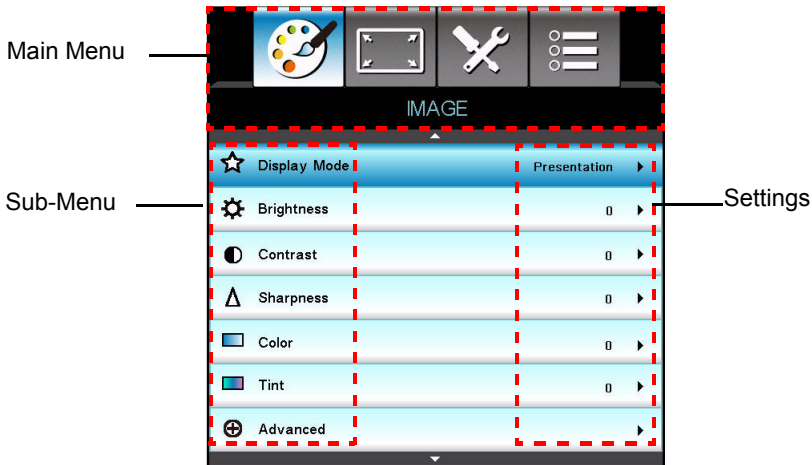 Main Menu
IMAGE
Display Mode Presentation
Sub-Menu
Settings
Brightness 0
Contrast 0
Sharpness 0
Color 0
Tint 0
Advanced